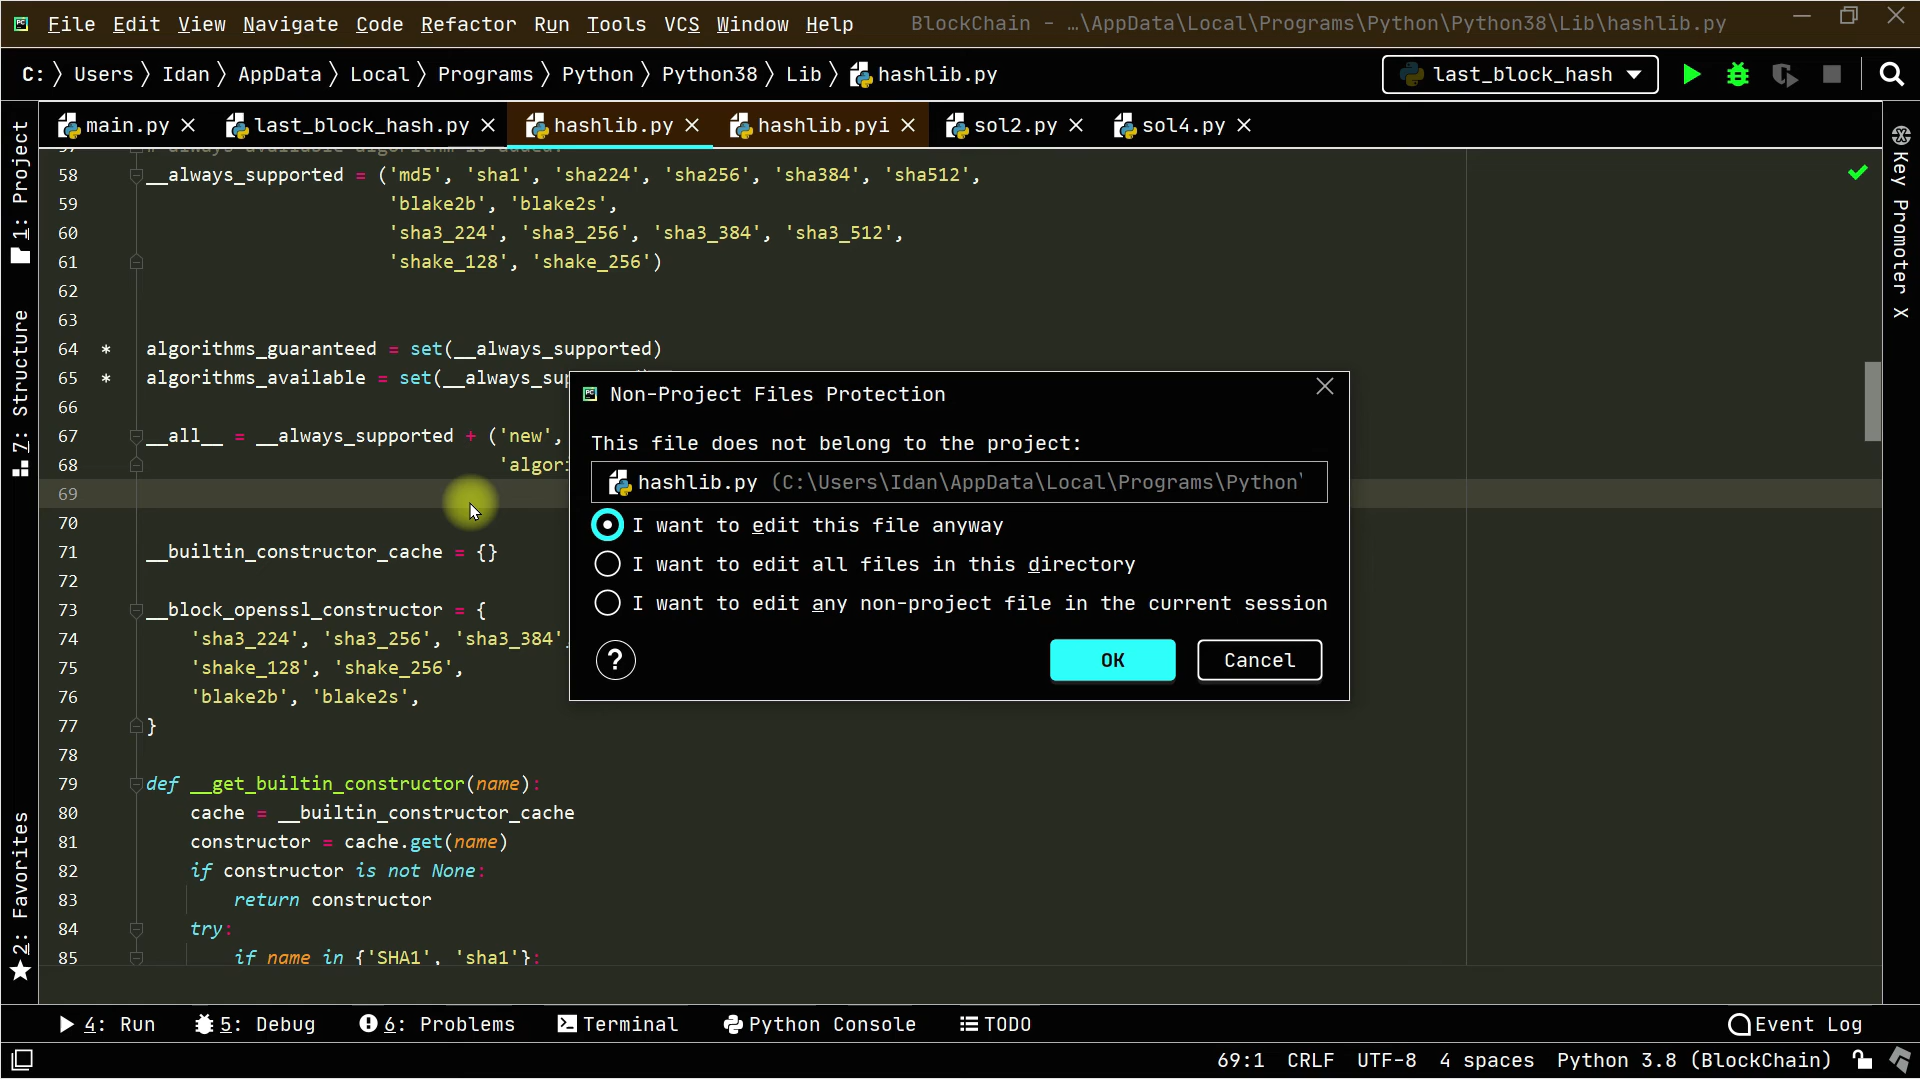 File Edit View Navigate Code Refactor Run Tools VCS Window Help BlockChain - …\AppData\Local\Programs\Python\Python38\Lib\hashlib.py
C: Users Idan AppData Local Programs Python Python38 Lib hashlib.py last_block_hash
main.py last_block_hash.py hashlib.py hashlib.pyi sol2.py sol4.py
58 __always_supported = ('md5', 'sha1', 'sha224', 'sha256', 'sha384', 'sha512',
59 'blake2b', 'blake2s',
60 'sha3_224', 'sha3_256', 'sha3_384', 'sha3_512',
61 'shake_128', 'shake_256')
62
63
64 * algorithms_guaranteed = set(__always_supported)
65 * algorithms_available = set(__always_sup
66
67 __all__ = __always_supported + ('new',
68 'algori
69
70
71 __builtin_constructor_cache = {}
72
73 __block_openssl_constructor = {
74 'sha3_224', 'sha3_256', 'sha3_384',
75 'shake_128', 'shake_256',
76 'blake2b', 'blake2s',
77 }
78
79 def __get_builtin_constructor(name):
80 cache = __builtin_constructor_cache
81 constructor = cache.get(name)
82 if constructor is not None:
83 return constructor
84 try:
85 if name in {'SHA1', 'sha1'}:
Non-Project Files Protection
This file does not belong to the project:
hashlib.py (C:\Users\Idan\AppData\Local\Programs\Python\
I want to edit this file anyway
I want to edit all files in this directory
I want to edit any non-project file in the current session
? OK Cancel
1: Project
7: Structure
2: Favorites
Key Promoter X
4: Run 5: Debug 6: Problems Terminal Python Console TODO Event Log
69:1 CRLF UTF-8 4 spaces Python 3.8 (BlockChain)